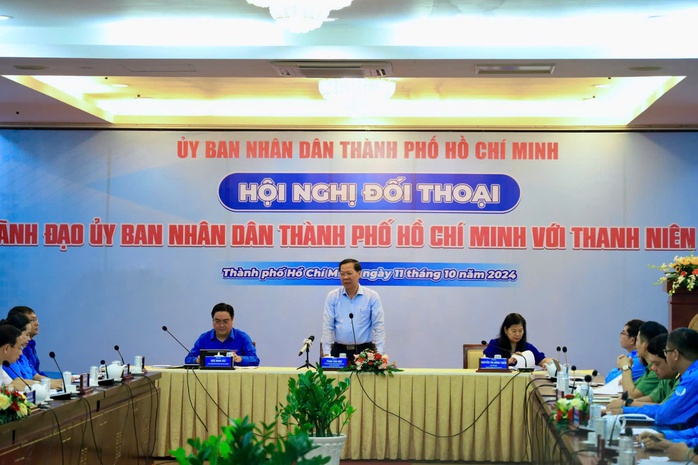 ỦY BAN NHÂN DÂN THÀNH PHỐ HỒ CHÍ MINH
HỘI NGHỊ ĐỐI THOẠI
ÃNH ĐẠO ỦY BAN NHÂN DÂN THÀNH PHỐ HỒ CHÍ MINH VỚI THANH NIÊN
Thành phố Hồ Chí M ngày 11 tháng 10 năm 2024